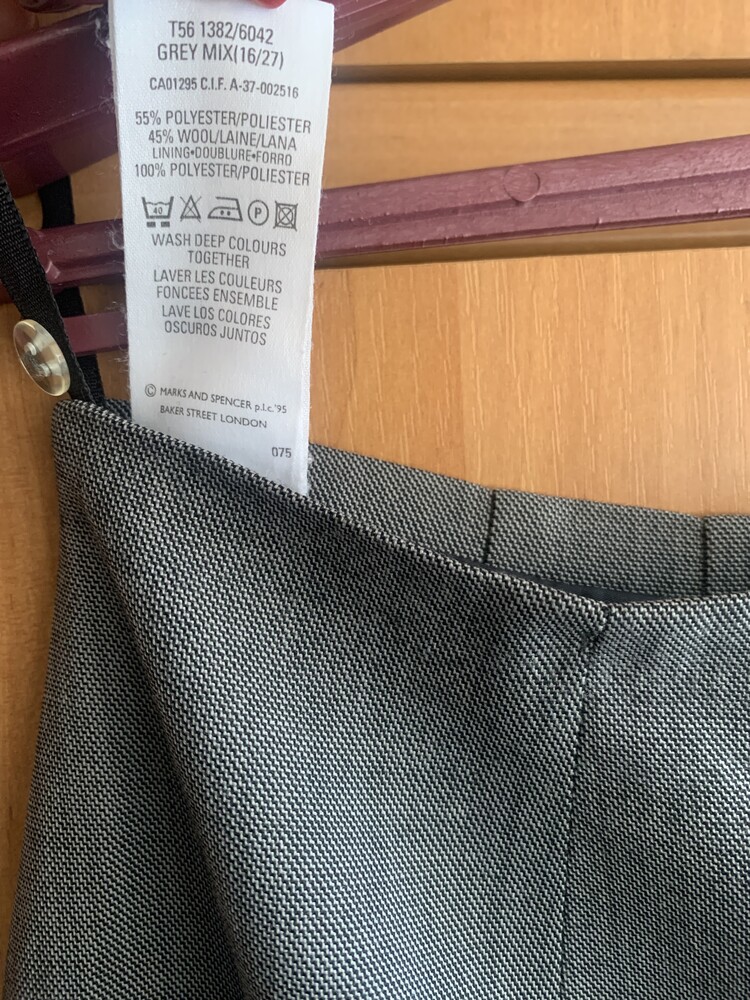 T56 1382/6042
GREY MIX(16/27)
CA01295 C.I.F. A-37-002516
55% POLYESTER/POLIESTER
45% WOOL/LAINE/LANA
LINING•DOUBLURE•FORRO
100% POLYESTER/POLIESTER
40 P
WASH DEEP COLOURS
TOGETHER
LAVER LES COULEURS
FONCEES ENSEMBLE
LAVE LOS COLORES
OSCUROS JUNTOS
© MARKS AND SPENCER p.l.c.'95
BAKER STREET LONDON
075